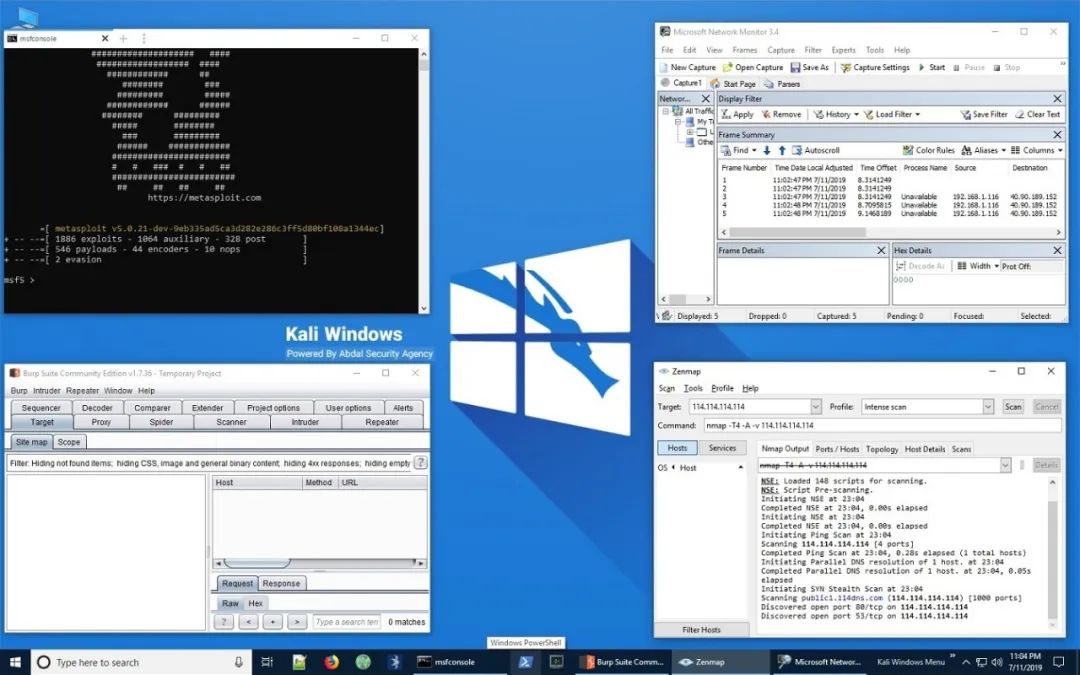 msfconsole
https://metasploit.com
=[ metasploit v5.0.21-dev-9eb335ad5ca3d282e286c3ff5d80bf108a1344ec]
+ -- --=[ 1886 exploits - 1064 auxiliary - 328 post ]
+ -- --=[ 546 payloads - 44 encoders - 10 nops ]
+ -- --=[ 2 evasion ]
msf5 >
Microsoft Network Monitor 3.4
File Edit View Frames Capture Filter Experts Tools Help
New Capture Open Capture Save As Capture Settings Start Pause Stop
Capture1 Start Page Parsers
Networ... Display Filter
All Traffic
My T
Othe
Apply Remove History Load Filter Save Filter Clear Text
Frame Summary
Find Autoscroll Color Rules Aliases Columns
Frame Number Time Date Local Adjusted Time Offset Process Name Source Destination
1 11:02:47 PM 7/11/2019 8.3141249
2 11:02:47 PM 7/11/2019 8.3141249
3 11:02:47 PM 7/11/2019 8.3141249 Unavailable 192.168.1.116 40.90.189.152
4 11:02:48 PM 7/11/2019 8.7095815 Unavailable 192.168.1.116 40.90.189.152
5 11:02:48 PM 7/11/2019 9.1468189 Unavailable 192.168.1.116 40.90.189.152
Frame Details Hex Details
Decode As Width Prot Off:
0000
Displayed: 5 Dropped: 0 Captured: 5 Pending: 0 Focused: Selected:
Kali Windows
Powered By Abdal Security Agency
Burp Suite Community Edition v1.7.36 - Temporary Project
Burp Intruder Repeater Window Help
Sequencer Decoder Comparer Extender Project options User options Alerts
Target Proxy Spider Scanner Intruder Repeater
Site map Scope
Filter: Hiding not found items; hiding CSS, image and general binary content; hiding 4xx responses; hiding empty ?
Host Method URL
Request Response
Raw Hex
? < + > Type a search ten 0 matches
Zenmap
Scan Tools Profile Help
Target: 114.114.114.114 Profile: Intense scan Scan Cancel
Command: nmap -T4 -A -v 114.114.114.114
Hosts Services Nmap Output Ports / Hosts Topology Host Details Scans
OS Host
nmap -T4 -A -v 114.114.114.114 Details
NSE: Loaded 148 scripts for scanning.
NSE: Script Pre-scanning.
Initiating NSE at 23:04
Completed NSE at 23:04, 0.00s elapsed
Initiating NSE at 23:04
Completed NSE at 23:04, 0.00s elapsed
Initiating Ping Scan at 23:04
Scanning 114.114.114.114 [4 ports]
Completed Ping Scan at 23:04, 0.28s elapsed (1 total hosts)
Initiating Parallel DNS resolution of 1 host. at 23:04
Completed Parallel DNS resolution of 1 host. at 23:04, 0.05s
elapsed
Initiating SYN Stealth Scan at 23:04
Scanning public1.114dns.com (114.114.114.114) [1000 ports]
Discovered open port 80/tcp on 114.114.114.114
Discovered open port 53/tcp on 114.114.114.114
Filter Hosts
Windows PowerShell
Type here to search
msfconsole
Burp Suite Comm...
Zenmap
Microsoft Networ...
Kali Windows Menu
11:04 PM
7/11/2019